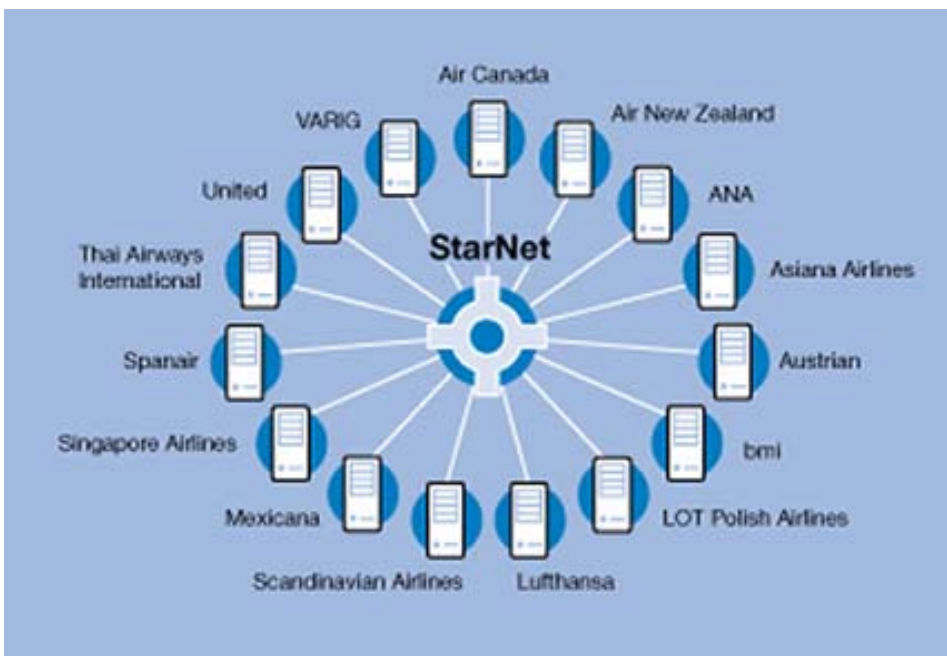 Air Canada
Air New Zealand
VARIG
ANA
United
StarNet
Thai Airways
International
Asiana Airlines
Spanair
Austrian
Singapore Airlines
bmi
Mexicana
LOT Polish Airlines
Scandinavian Airlines
Lufthansa